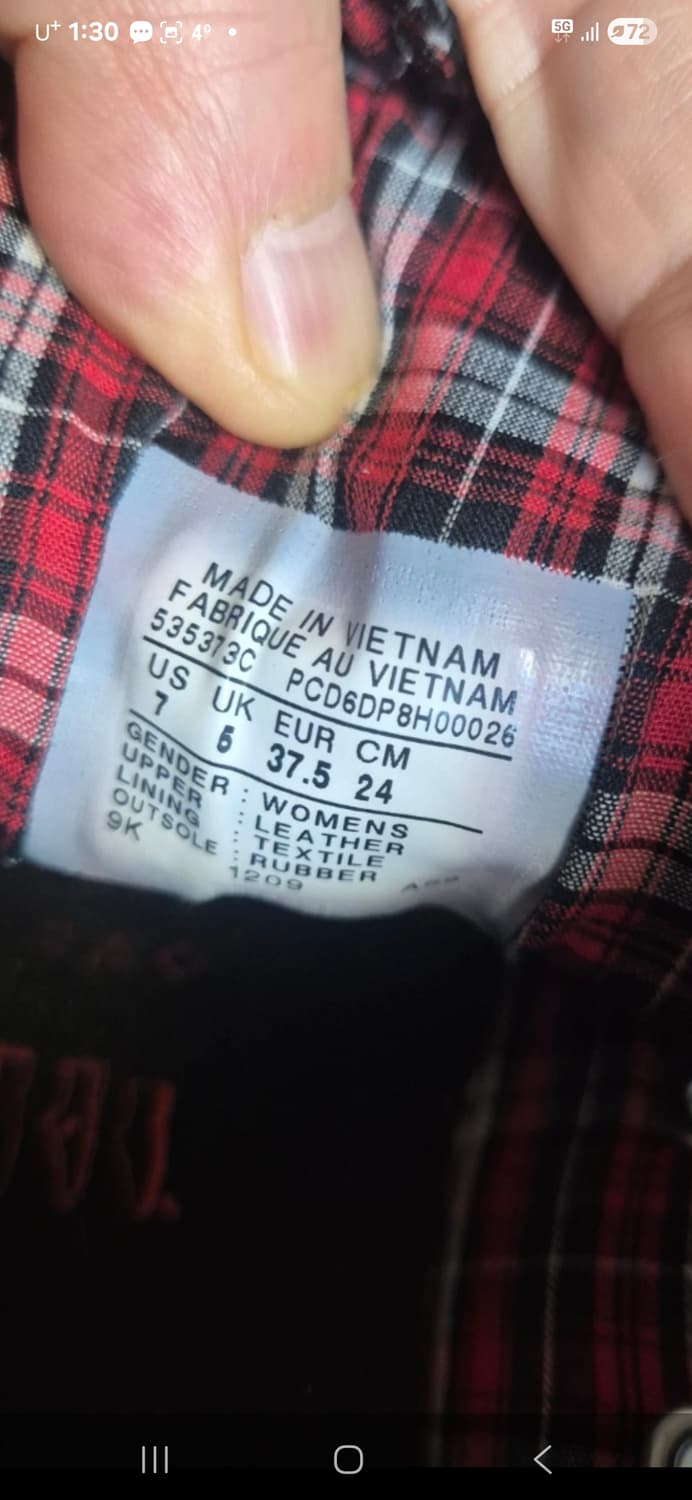 U+ 1:30 4°
5G 72
MADE IN VIETNAM
FABRIQUE AU VIETNAM
535373C PCD6DP8H00026
US UK EUR CM
7 5 37.5 24
GENDER : WOMENS
UPPER : LEATHER
LINING : TEXTILE
OUTSOLE : RUBBER
9K 1209